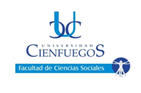 UNIVERSIDAD
CIENFUEGOS
Facultad de Ciencias Sociales